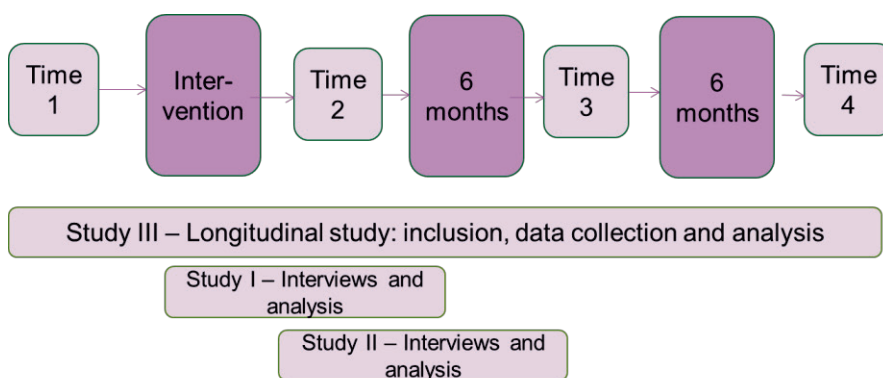 Time
1
Inter-
vention
Time
2
6
months
Time
3
6
months
Time
4
Study III – Longitudinal study: inclusion, data collection and analysis
Study I – Interviews and
analysis
Study II – Interviews and
analysis